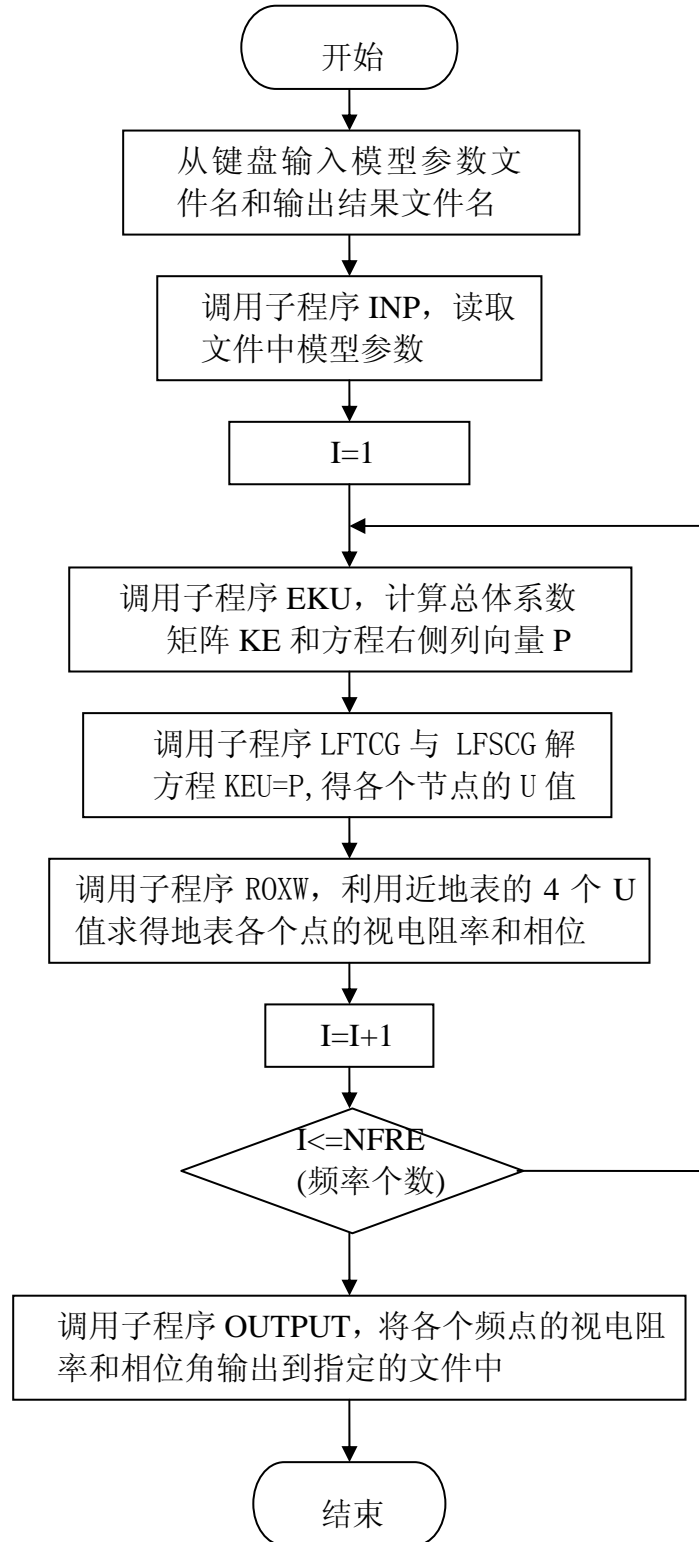 开始
从键盘输入模型参数文
件名和输出结果文件名
调用子程序 INP，读取
文件中模型参数
I=1
调用子程序 EKU，计算总体系数
矩阵 KE 和方程右侧列向量 P
调用子程序 LFTCG 与 LFSCG 解
方程 KEU=P,得各个节点的 U 值
调用子程序 ROXW，利用近地表的 4 个 U
值求得地表各个点的视电阻率和相位
I=I+1
I<=NFRE
(频率个数)
调用子程序 OUTPUT，将各个频点的视电阻
率和相位角输出到指定的文件中
结束